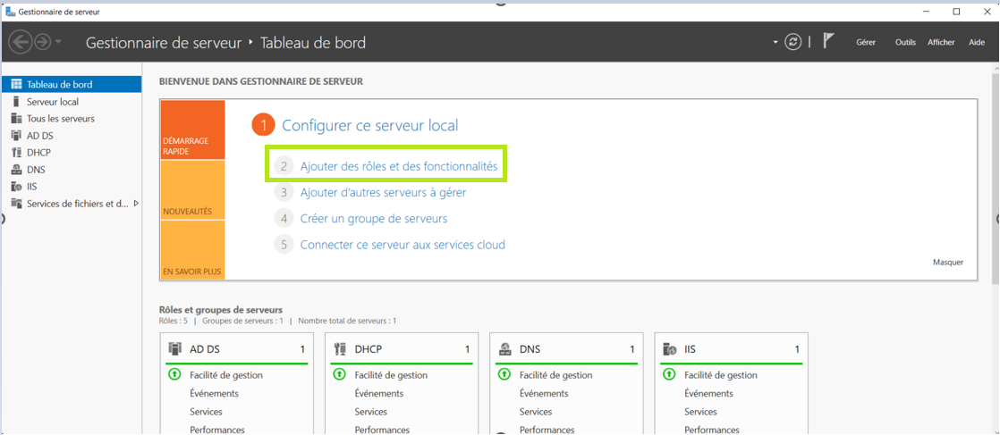 Gestionnaire de serveur
Gestionnaire de serveur Tableau de bord
Gérer Outils Afficher Aide
Tableau de bord
Serveur local
Tous les serveurs
AD DS
DHCP
DNS
IIS
Services de fichiers et d...
BIENVENUE DANS GESTIONNAIRE DE SERVEUR
DÉMARRAGE
RAPIDE
NOUVEAUTÉS
EN SAVOIR PLUS
1 Configurer ce serveur local
2 Ajouter des rôles et des fonctionnalités
3 Ajouter d'autres serveurs à gérer
4 Créer un groupe de serveurs
5 Connecter ce serveur aux services cloud
Masquer
Rôles et groupes de serveurs
Rôles : 5 | Groupes de serveurs : 1 | Nombre total de serveurs : 1
AD DS 1
Facilité de gestion
Événements
Services
Performances
DHCP 1
Facilité de gestion
Événements
Services
Performances
DNS 1
Facilité de gestion
Événements
Services
Performances
IIS 1
Facilité de gestion
Événements
Services
Performances